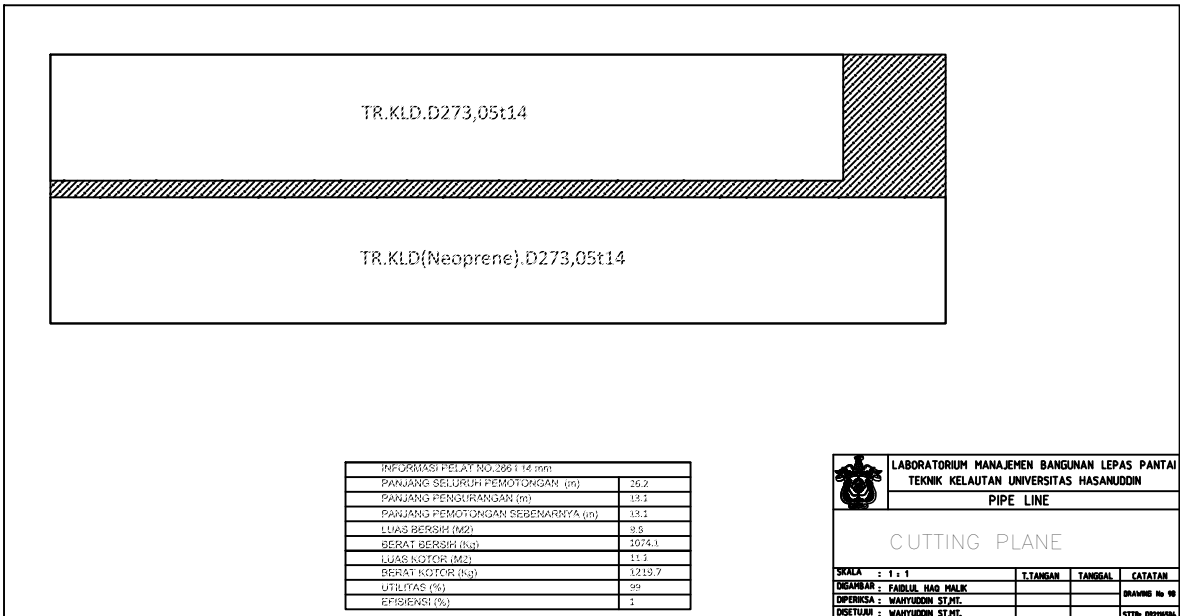 TR.KLD.D273,05t14
TR.KLD(Neoprene).D273,05t14
INFORMASI PELAT NO.266 t 14 mm
PANJANG SELURUH PEMOTONGAN (m) 26.2
PANJANG PENGURANGAN (m) 13.1
PANJANG PEMOTONGAN SEBENARNYA (m) 13.1
LUAS BERSIH (M2)
BERAT BERSIH (Kg) 1074.1
LUAS KOTOR (M2) 11.1
BERAT KOTOR (Kg) 1219.7
UTILITAS (%) 99
EFISIENSI (%) 1
LABORATORIUM MANAJEMEN BANGUNAN LEPAS PANTAI
TEKNIK KELAUTAN UNIVERSITAS HASANUDDIN
PIPE LINE
CUTTING PLANE
SKALA : 1 : 1 T.TANGAN TANGGAL CATATAN
DIGAMBAR : FAIDLUL HAQ MALIK
DRAWING No 98
DIPERIKSA : WAHYUDDIN ST,MT.
DISETUJUI : WAHYUDDIN ST,MT.